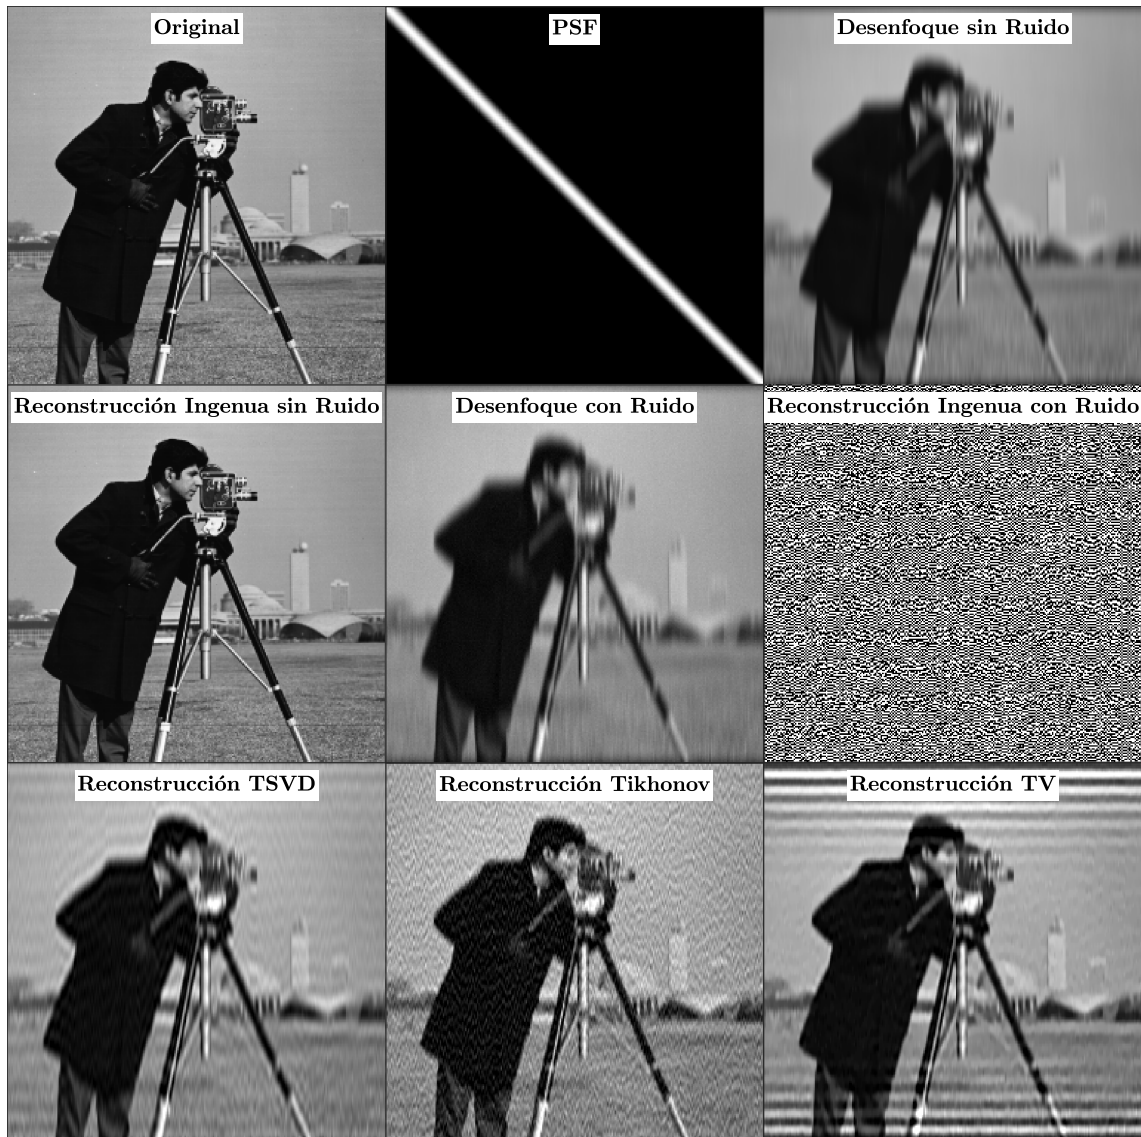 Original
PSF
Desenfoque sin Ruido
Reconstrucción Ingenua sin Ruido
Desenfoque con Ruido
Reconstrucción Ingenua con Ruido
Reconstrucción TSVD
Reconstrucción Tikhonov
Reconstrucción TV